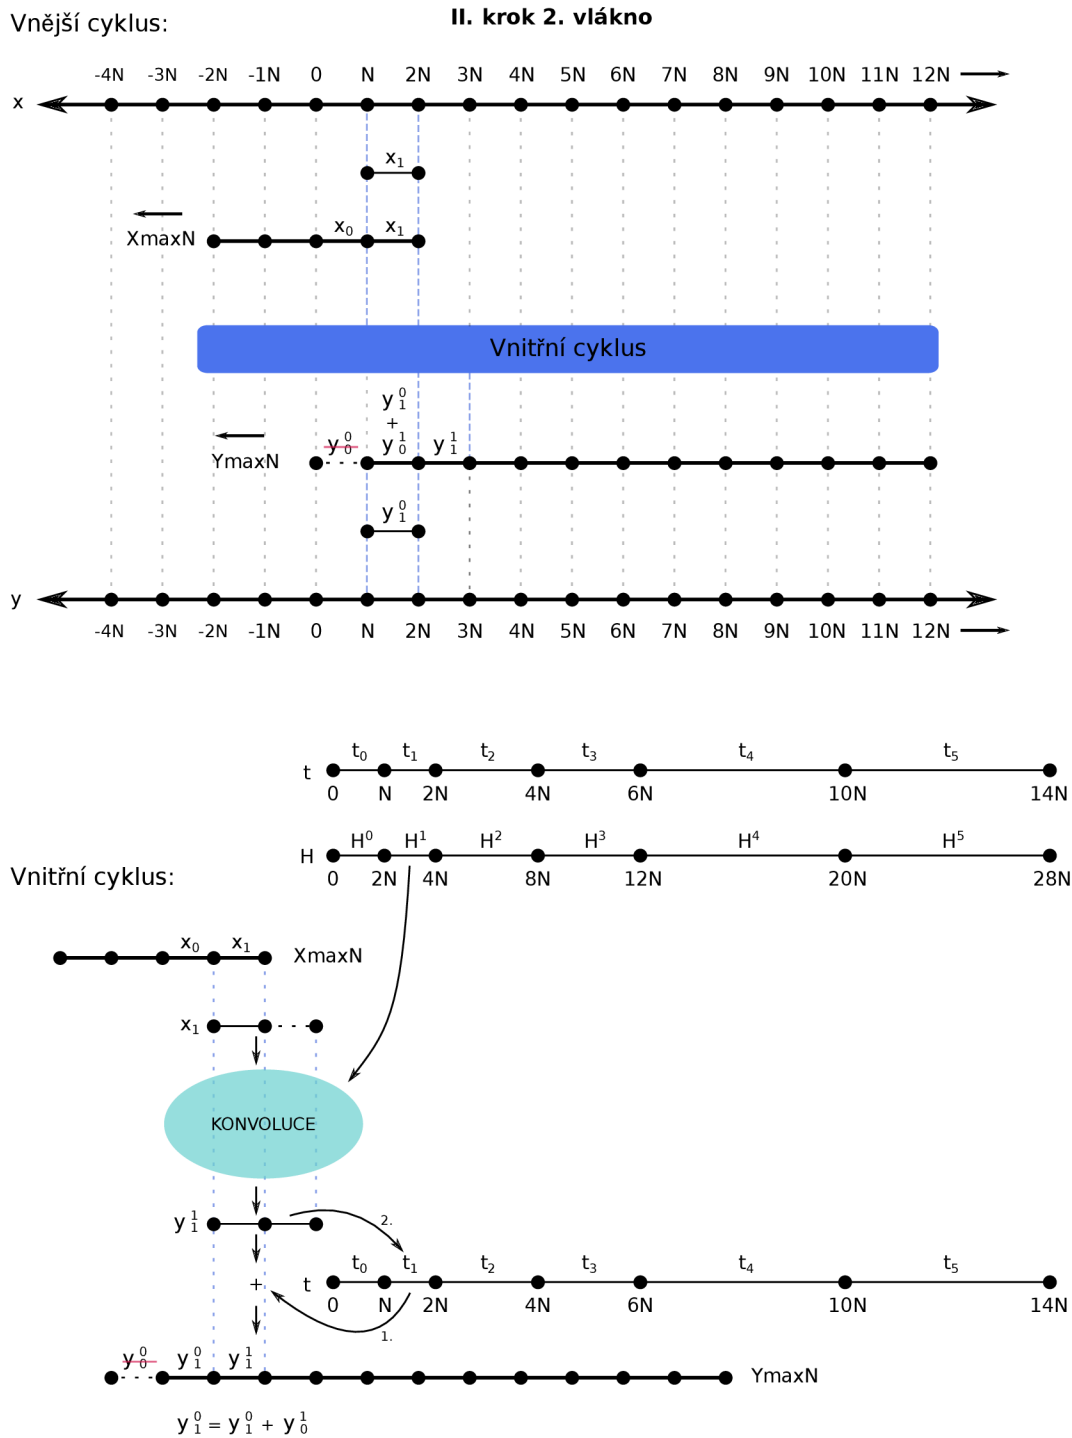 II. krok 2. vlákno
Vnější cyklus:
-4N -3N -2N -1N 0 N 2N 3N 4N 5N 6N 7N 8N 9N 10N 11N 12N
x
x₁
x₀ x₁
XmaxN
Vnitřní cyklus
y₁⁰
+
y₀⁰ y₀¹ y₁¹
YmaxN
y₁⁰
y
-4N -3N -2N -1N 0 N 2N 3N 4N 5N 6N 7N 8N 9N 10N 11N 12N
t₀ t₁ t₂ t₃ t₄ t₅
t
0 N 2N 4N 6N 10N 14N
H⁰ H¹ H² H³ H⁴ H⁵
H
0 2N 4N 8N 12N 20N 28N
Vnitřní cyklus:
x₀ x₁ XmaxN
x₁
KONVOLUCE
y₁¹ 2.
t₀ t₁ t₂ t₃ t₄ t₅
+ t
0 N 2N 4N 6N 10N 14N
1.
y₀⁰ y₁⁰ y₁¹ YmaxN
y₁⁰ = y₁⁰ + y₀¹